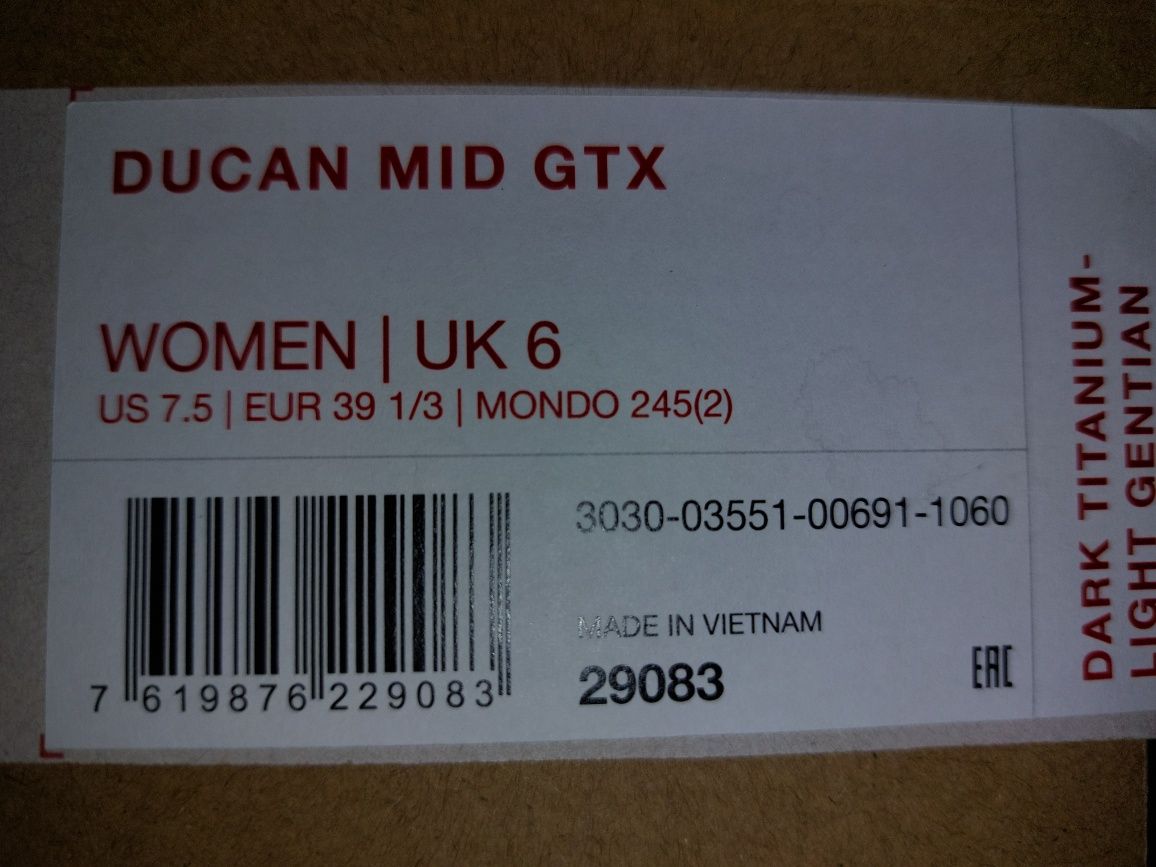 DUCAN MID GTX
WOMEN | UK 6
US 7.5 | EUR 39 1/3 | MONDO 245(2)
7 619876 229083
3030-03551-00691-1060
MADE IN VIETNAM
29083
EAC
DARK TITANIUM-
LIGHT GENTIAN